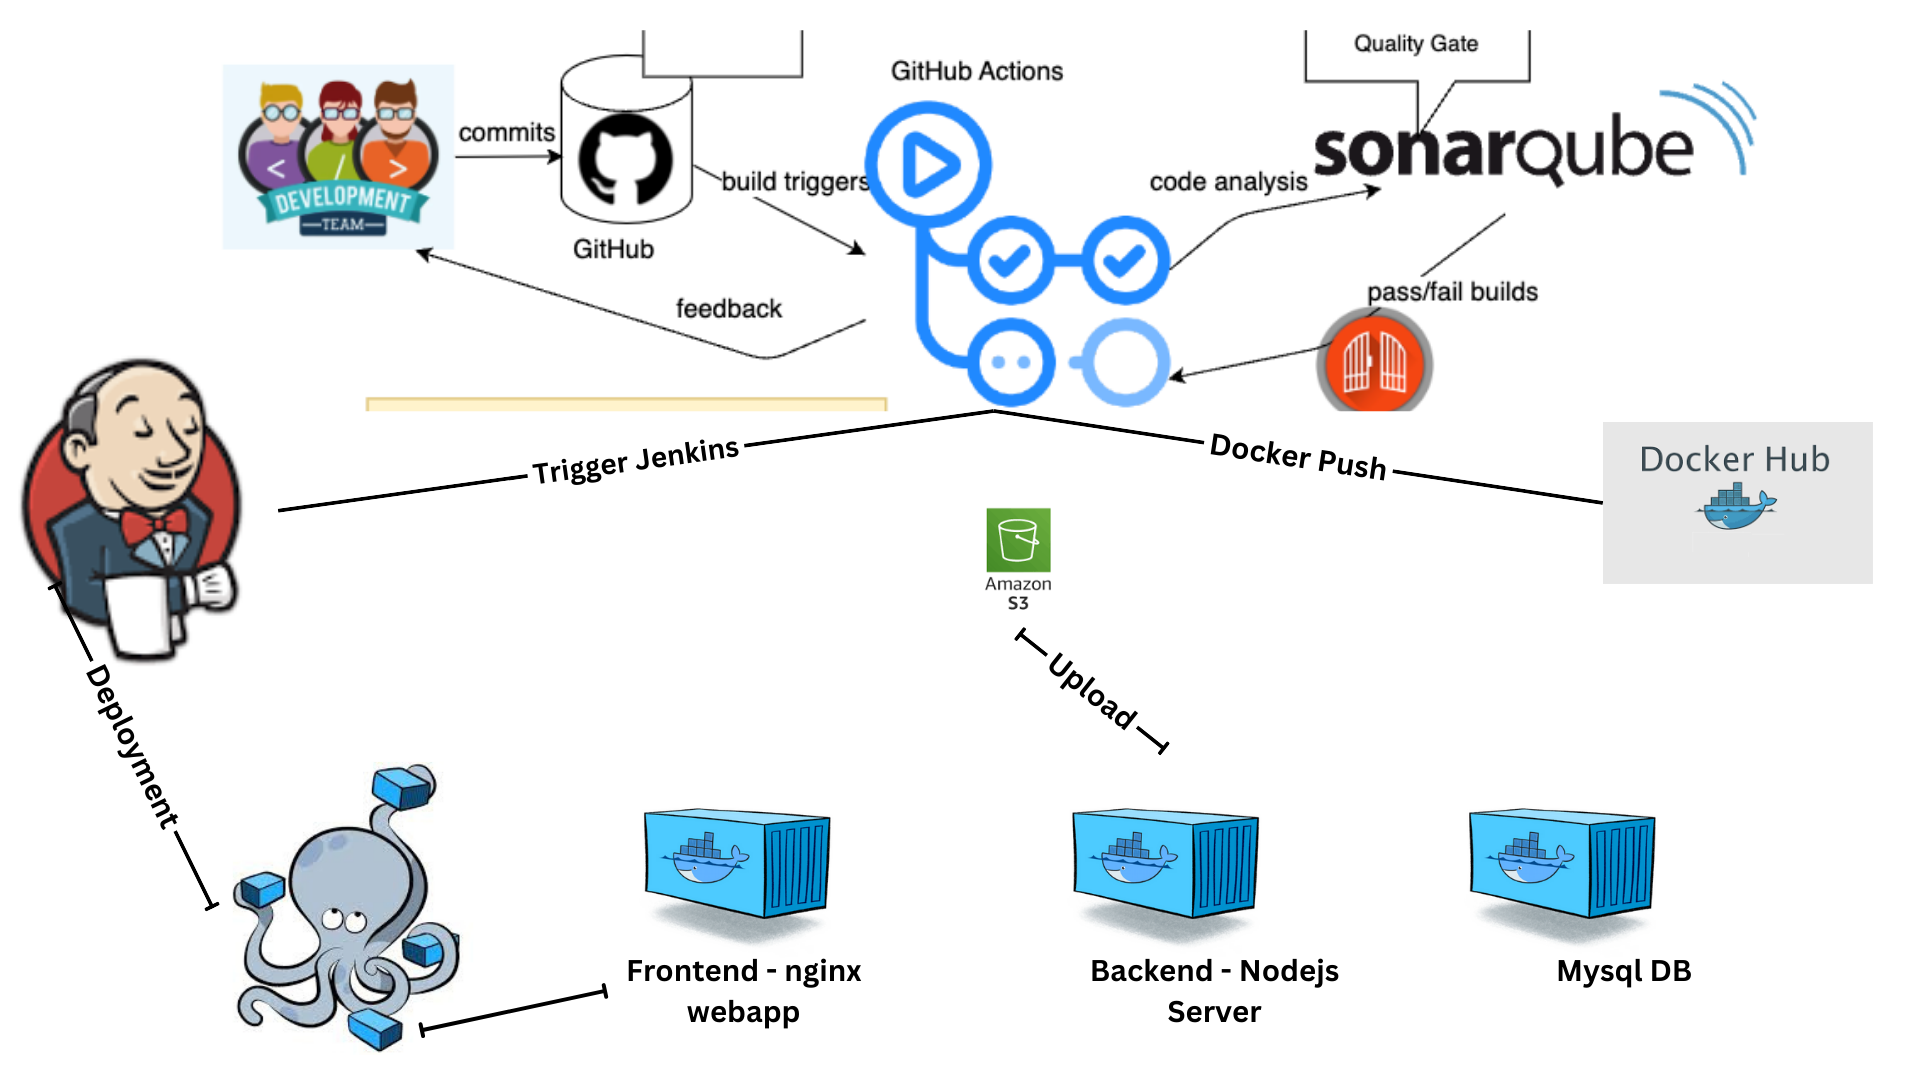 Quality Gate
GitHub Actions
commits
build triggers
code analysis
sonarqube
< / >
DEVELOPMENT
TEAM
GitHub
feedback
pass/fail builds
Trigger Jenkins
Docker Push
Docker Hub
Amazon
S3
Upload
Deployment
Frontend - nginx
webapp
Backend - Nodejs
Server
Mysql DB